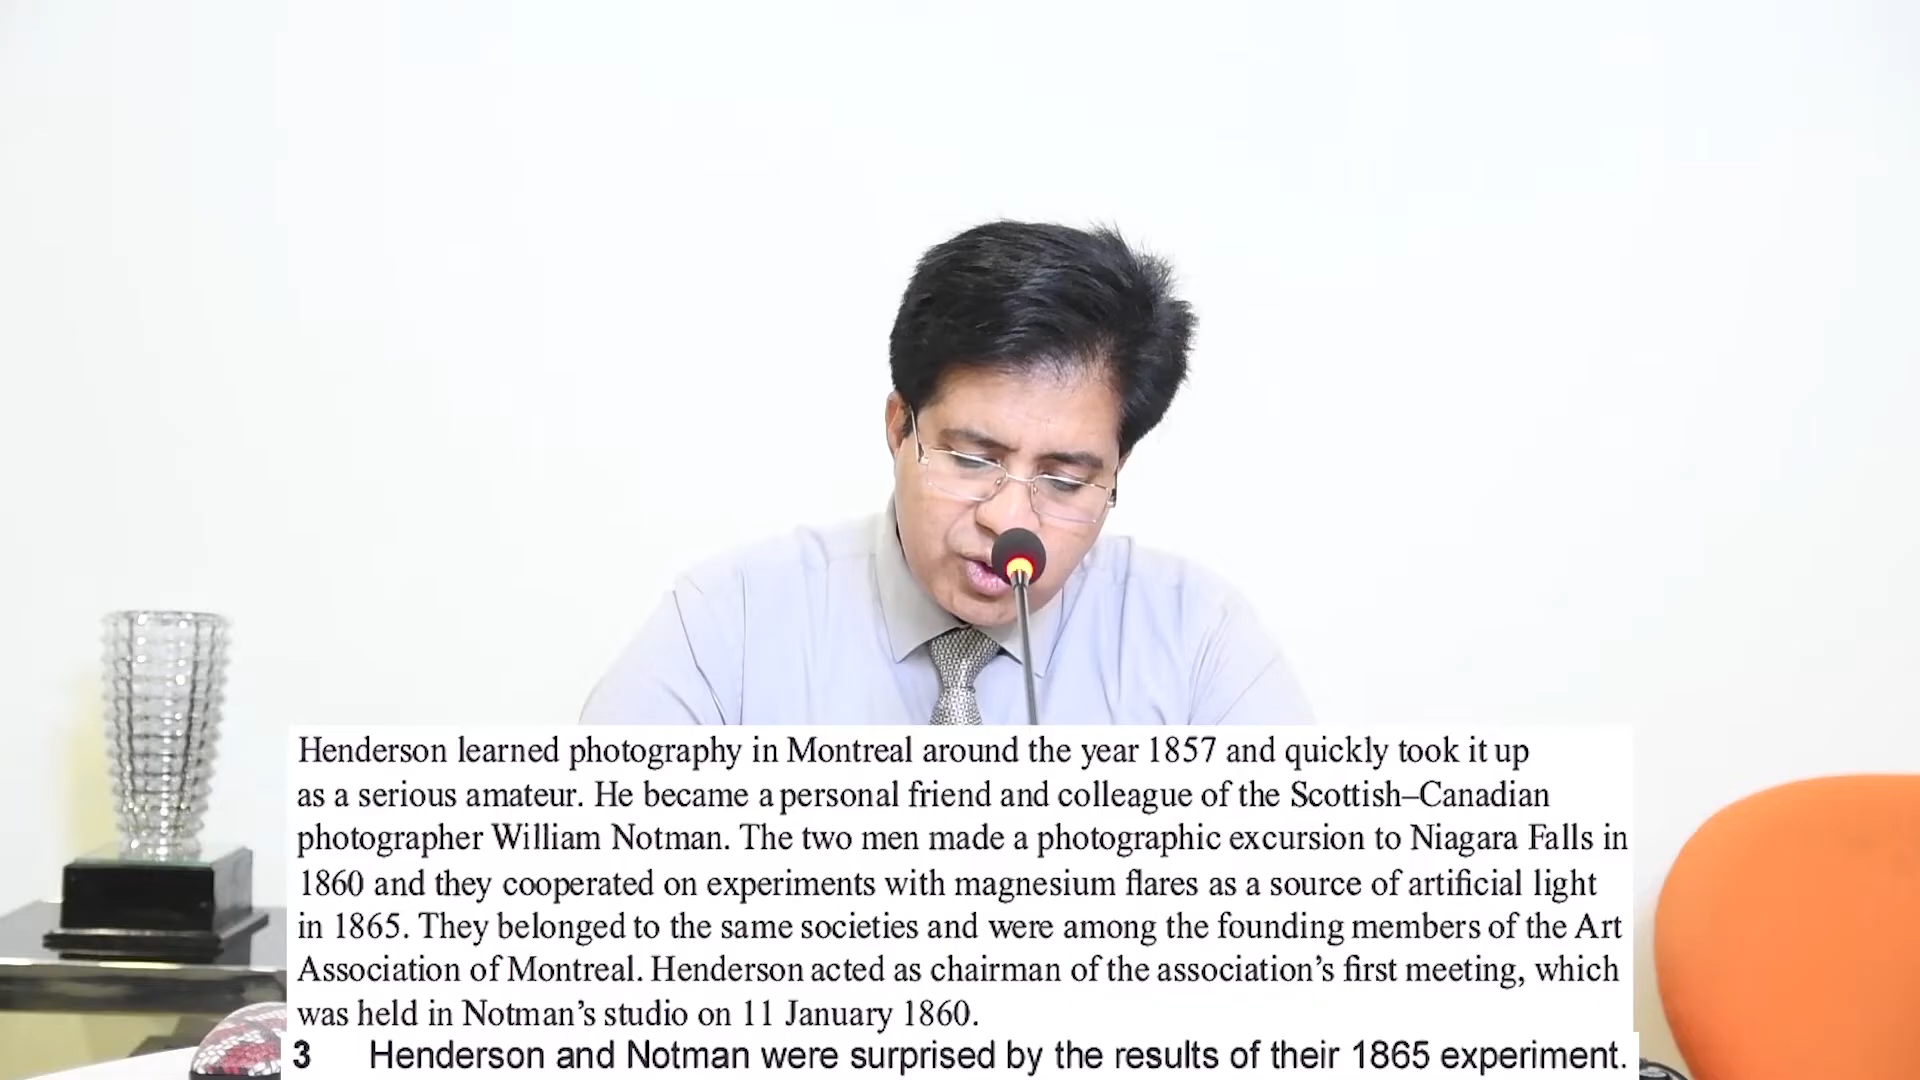 Henderson learned photography in Montreal around the year 1857 and quickly took it up
as a serious amateur. He became a personal friend and colleague of the Scottish–Canadian
photographer William Notman. The two men made a photographic excursion to Niagara Falls in
1860 and they cooperated on experiments with magnesium flares as a source of artificial light
in 1865. They belonged to the same societies and were among the founding members of the Art
Association of Montreal. Henderson acted as chairman of the association’s first meeting, which
was held in Notman’s studio on 11 January 1860.
3 Henderson and Notman were surprised by the results of their 1865 experiment.